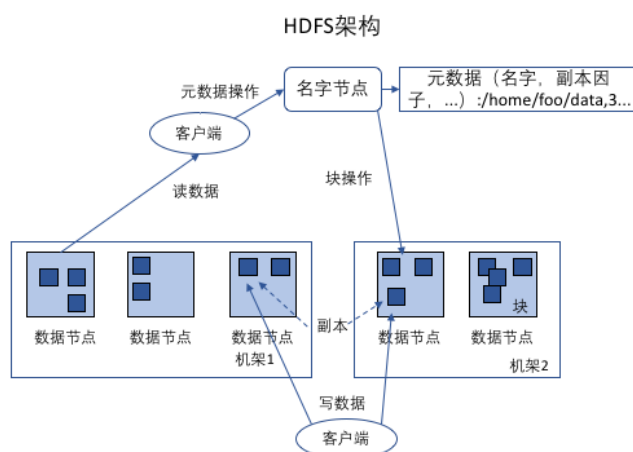 HDFS架构
元数据操作
名字节点
元数据（名字，副本因
子，...）:/home/foo/data,3...
客户端
读数据
块操作
块
数据节点
数据节点
数据节点
副本
数据节点
数据节点
机架1
机架2
写数据
客户端